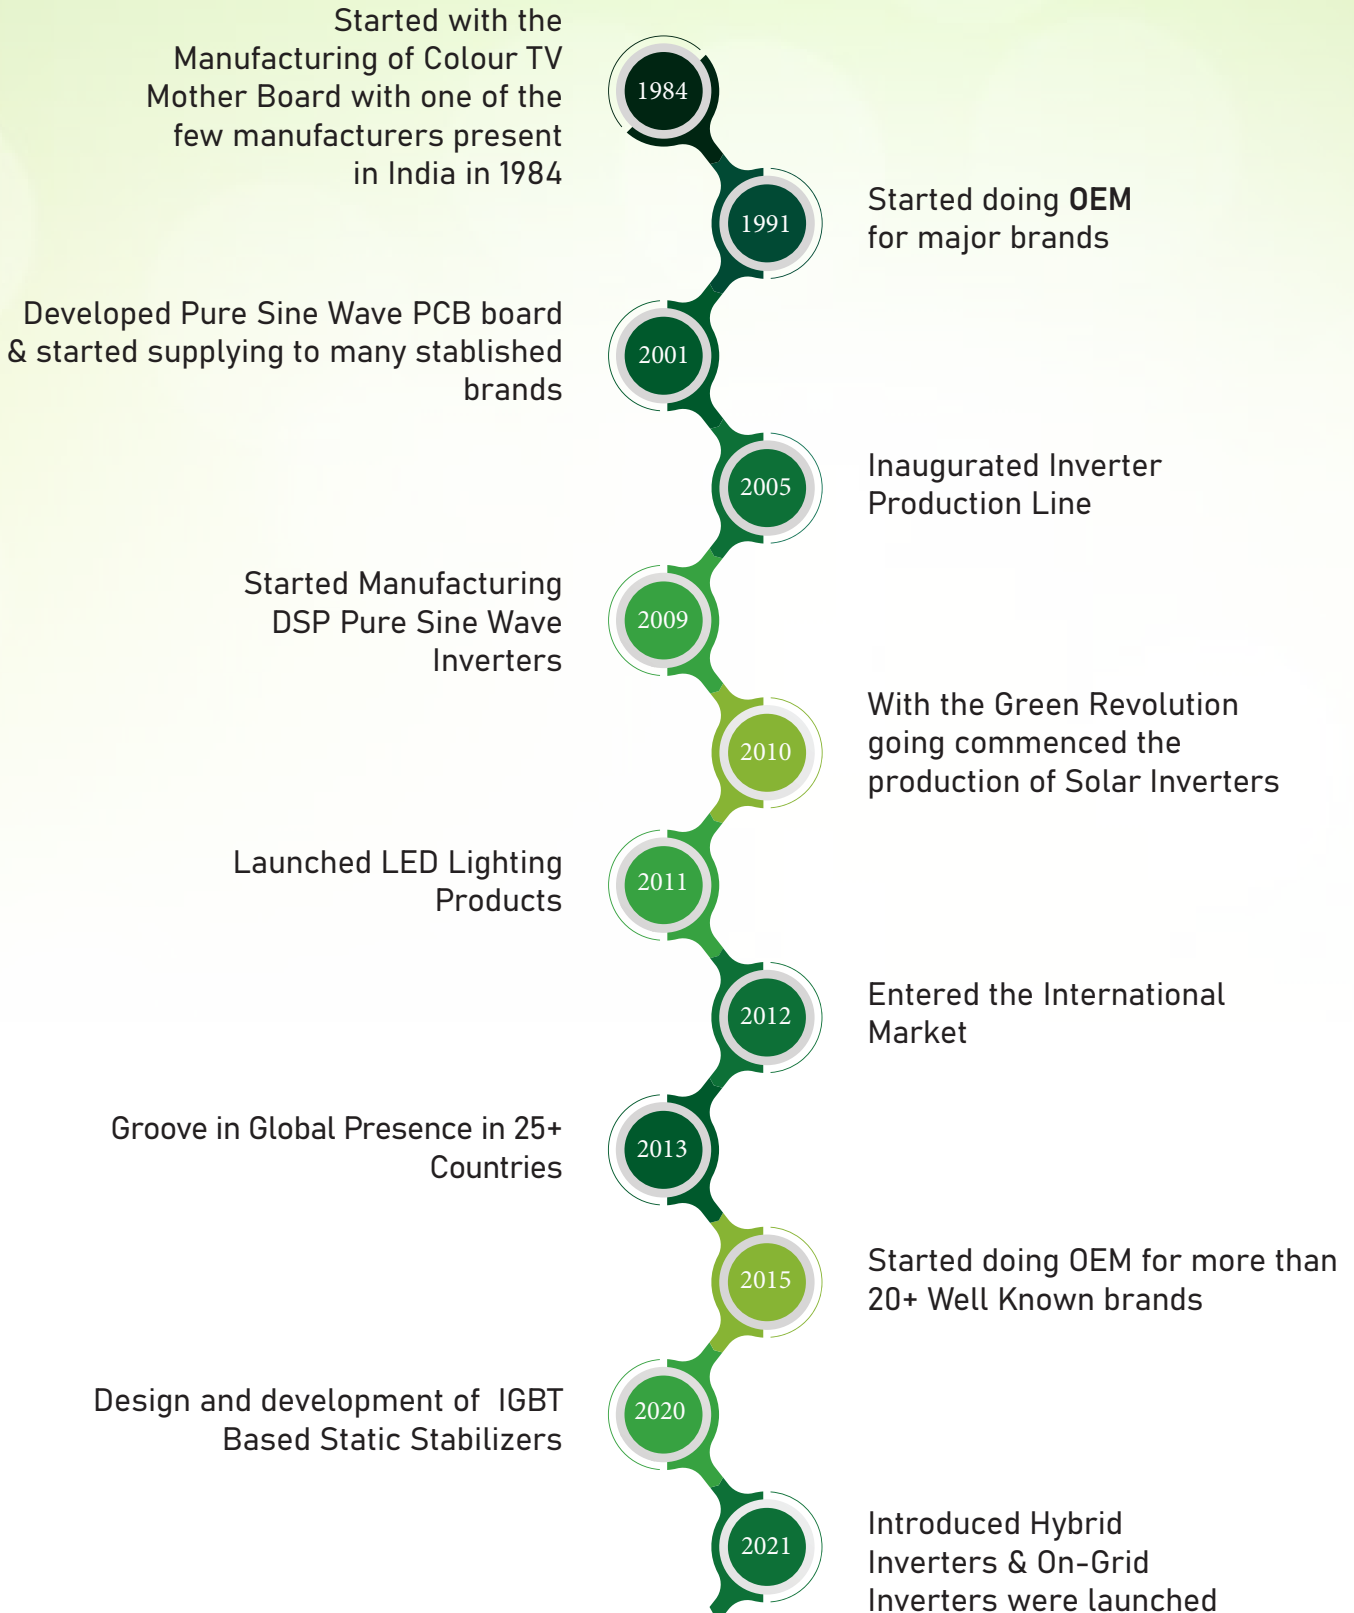 Started with the
Manufacturing of Colour TV
Mother Board with one of the
few manufacturers present
in India in 1984
1984
1991
Started doing OEM
for major brands
Developed Pure Sine Wave PCB board
& started supplying to many stablished
brands
2001
2005
Inaugurated Inverter
Production Line
Started Manufacturing
DSP Pure Sine Wave
Inverters
2009
2010
With the Green Revolution
going commenced the
production of Solar Inverters
Launched LED Lighting
Products
2011
2012
Entered the International
Market
Groove in Global Presence in 25+
Countries
2013
2015
Started doing OEM for more than
20+ Well Known brands
Design and development of  IGBT
Based Static Stabilizers
2020
2021
Introduced Hybrid
Inverters & On-Grid
Inverters were launched